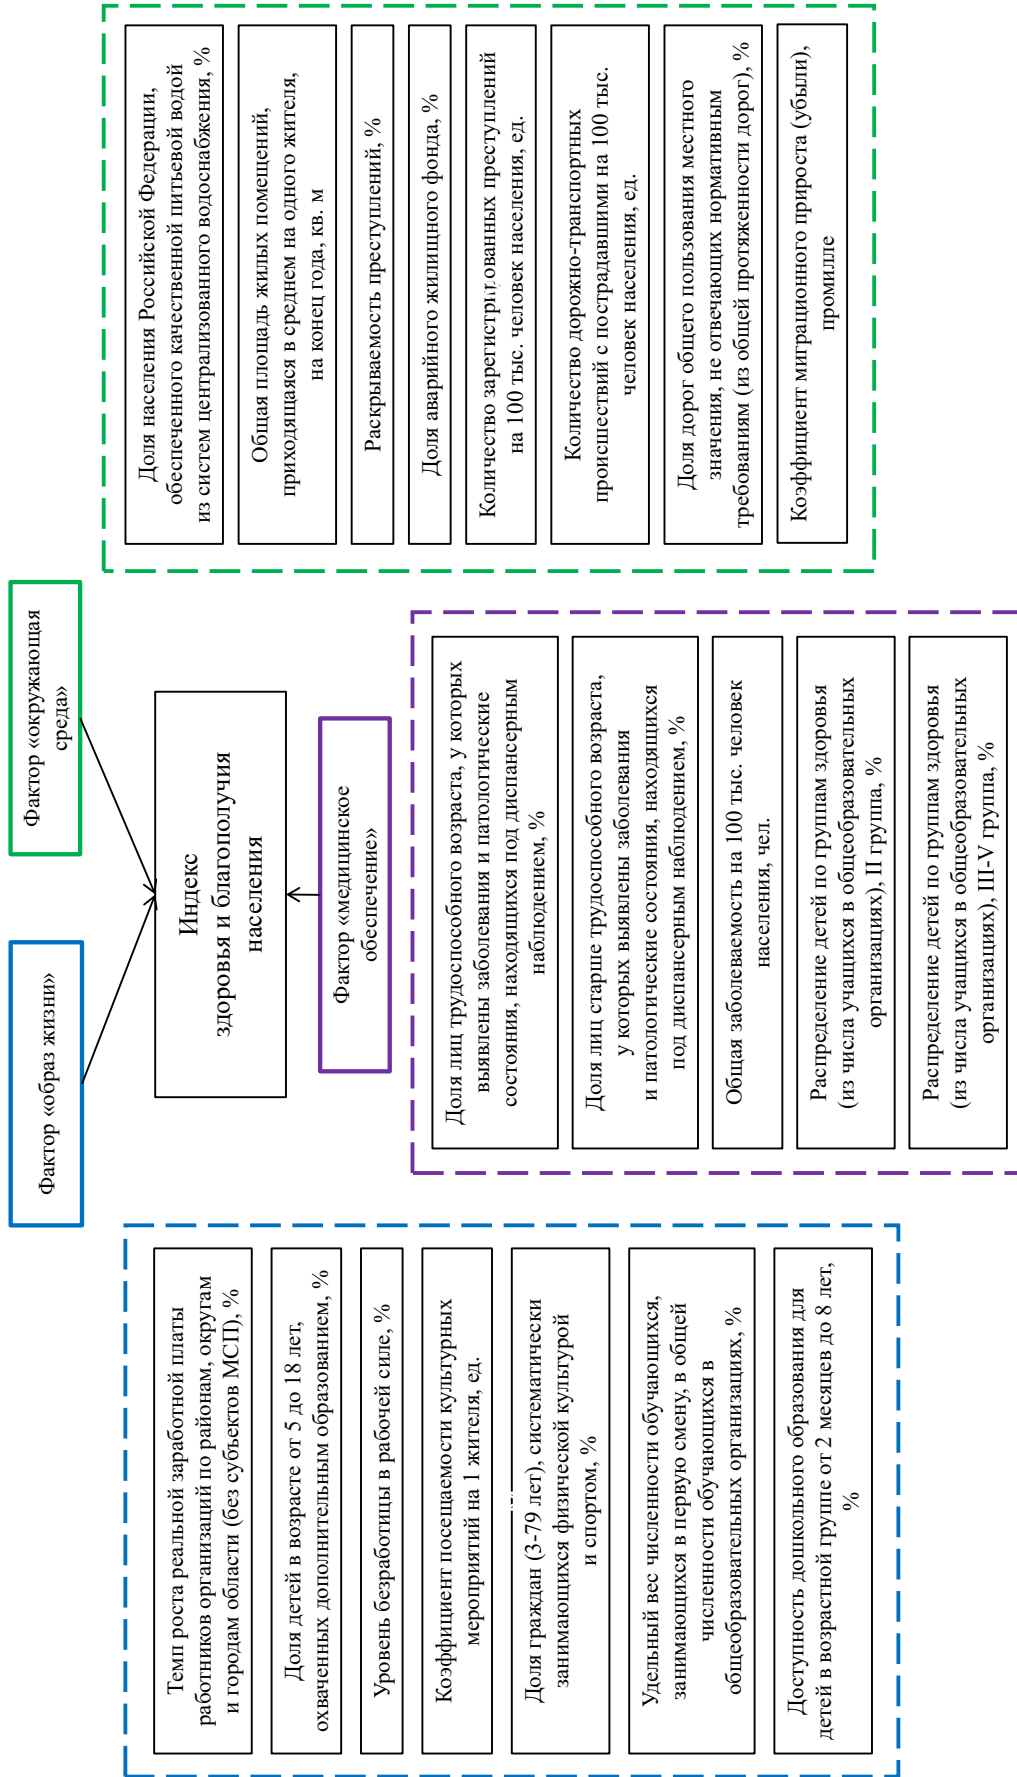 Фактор «образ жизни»
Фактор «окружающая
среда»
Индекс
здоровья и благополучия
населения
Фактор «медицинское
обеспечение»
Темп роста реальной заработной платы
работников организаций по районам, округам
и городам области (без субъектов МСП), %
Доля детей в возрасте от 5 до 18 лет,
охваченных дополнительным образованием, %
Уровень безработицы в рабочей силе, %
Коэффициент посещаемости культурных
мероприятий на 1 жителя, ед.
Доля граждан (3-79 лет), систематически
занимающихся физической культурой
и спортом, %
Удельный вес численности обучающихся,
занимающихся в первую смену, в общей
численности обучающихся в
общеобразовательных организациях, %
Доступность дошкольного образования для
детей в возрастной группе от 2 месяцев до 8 лет,
%
Доля лиц трудоспособного возраста, у которых
выявлены заболевания и патологические
состояния, находящихся под диспансерным
наблюдением, %
Доля лиц старше трудоспособного возраста,
у которых выявлены заболевания
и патологические состояния, находящихся
под диспансерным наблюдением, %
Общая заболеваемость на 100 тыс. человек
населения, чел.
Распределение детей по группам здоровья
(из числа учащихся в общеобразовательных
организациях), II группа, %
Распределение детей по группам здоровья
(из числа учащихся в общеобразовательных
организаций), III-V группа, %
Доля населения Российской Федерации,
обеспеченного качественной питьевой водой
из систем централизованного водоснабжения, %
Общая площадь жилых помещений,
приходящаяся в среднем на одного жителя,
на конец года, кв. м
Раскрываемость преступлений, %
Доля аварийного жилищного фонда, %
Количество зарегистрированных преступлений
на 100 тыс. человек населения, ед.
Количество дорожно-транспортных
происшествий с пострадавшими на 100 тыс.
человек населения, ед.
Доля дорог общего пользования местного
значения, не отвечающих нормативным
требованиям (из общей протяженности дорог), %
Коэффициент миграционного прироста (убыли),
промилле